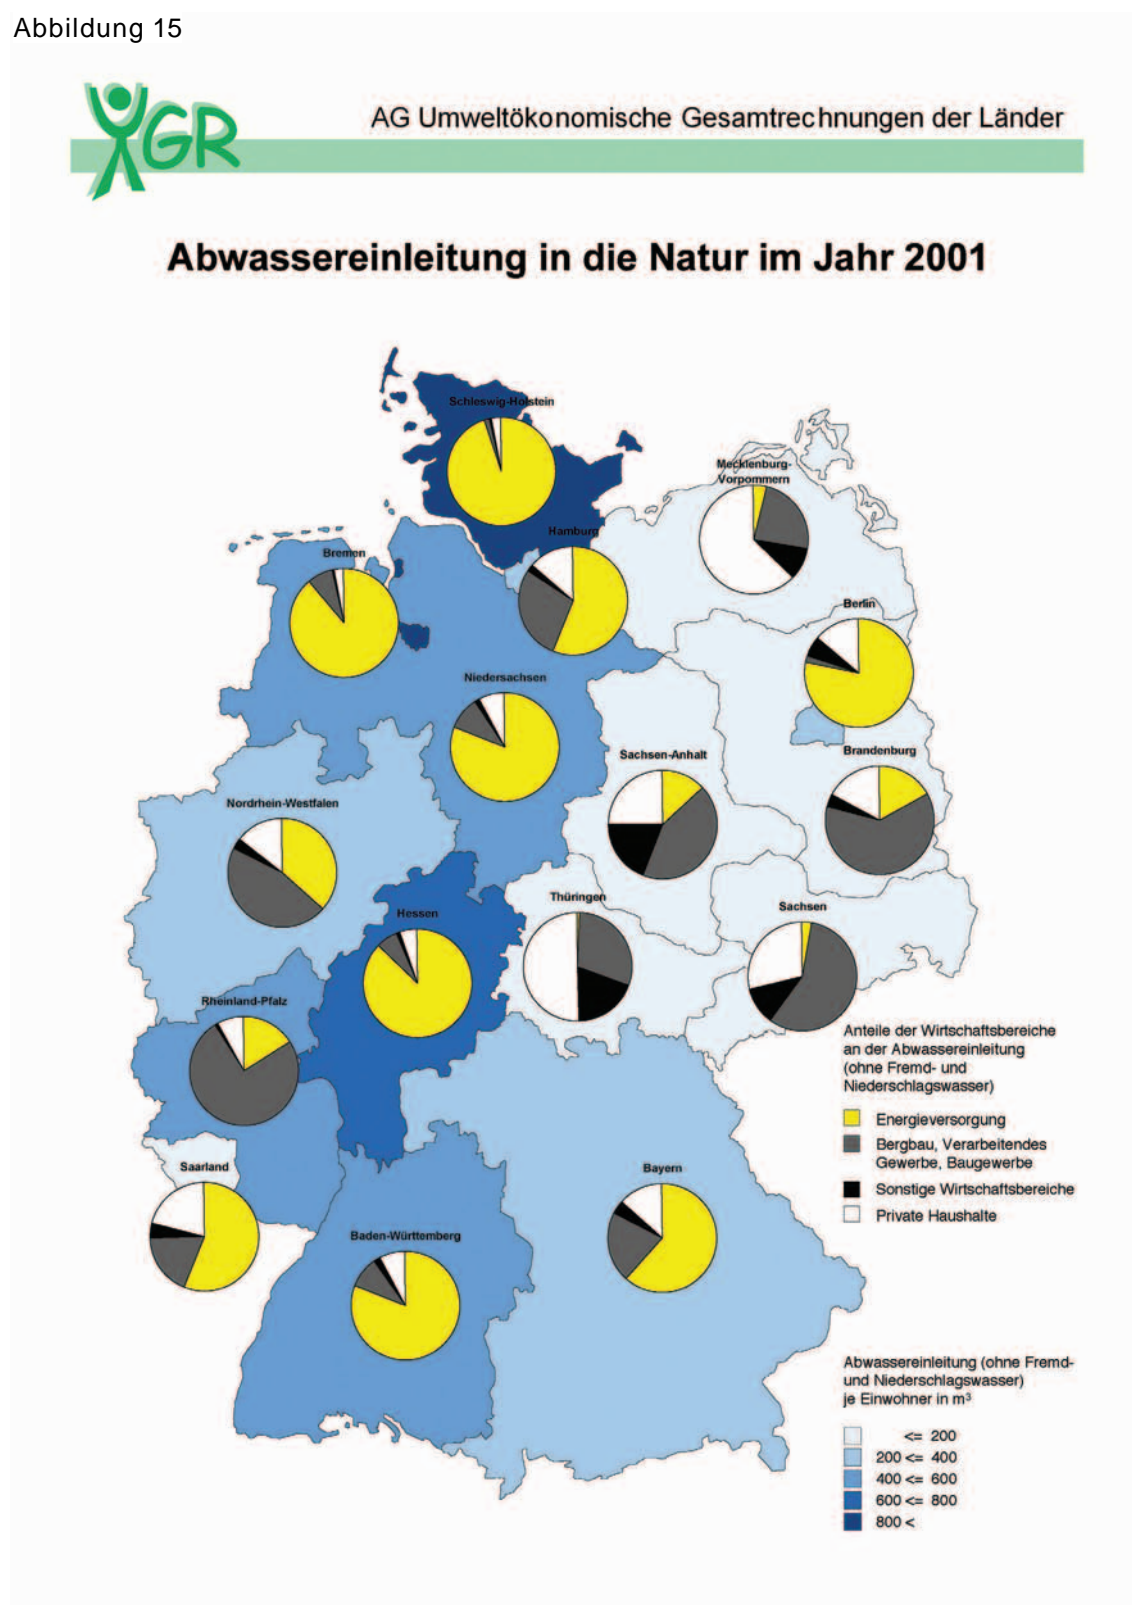 Abbildung 15
UGR
AG Umweltökonomische Gesamtrechnungen der Länder
Abwassereinleitung in die Natur im Jahr 2001
Schleswig-Holstein
Mecklenburg-
Vorpommern
Hamburg
Bremen
Berlin
Niedersachsen
Sachsen-Anhalt
Brandenburg
Nordrhein-Westfalen
Thüringen
Sachsen
Hessen
Rheinland-Pfalz
Anteile der Wirtschaftsbereiche
an der Abwassereinleitung
(ohne Fremd- und
Niederschlagswasser)
Energieversorgung
Bergbau, Verarbeitendes
Gewerbe, Baugewerbe
Sonstige Wirtschaftsbereiche
Private Haushalte
Saarland
Bayern
Baden-Württemberg
Abwassereinleitung (ohne Fremd-
und Niederschlagswasser)
je Einwohner in m³
<= 200
200 <= 400
400 <= 600
600 <= 800
800 <